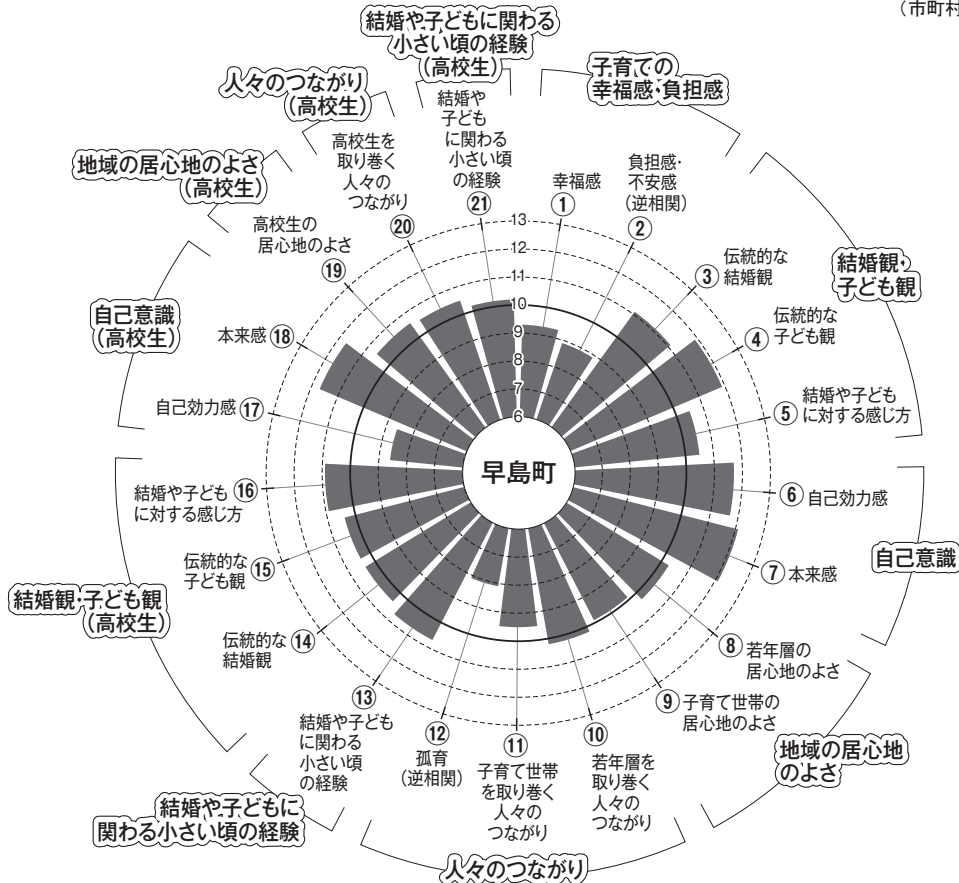 （市町村
結婚や子どもに関わる
小さい頃の経験
（高校生）
子育ての
幸福感・負担感
人々のつながり
（高校生）
地域の居心地のよさ
（高校生）
自己意識
（高校生）
結婚観・
子ども観
自己意識
地域の居心地
のよさ
人々のつながり
結婚や子どもに
関わる小さい頃の経験
結婚観・子ども観
（高校生）
幸福感
①
負担感・
不安感
（逆相関）
②
③ 伝統的な
結婚観
④ 伝統的な
子ども観
⑤ 結婚や子ども
に対する感じ方
⑥ 自己効力感
⑦ 本来感
⑧ 若年層の
居心地のよさ
⑨ 子育て世帯の
居心地のよさ
⑩
若年層を
取り巻く
人々の
つながり
⑪
子育て世帯
を取り巻く
人々の
つながり
⑫
孤育
（逆相関）
⑬
結婚や子ども
に関わる
小さい頃
の経験
伝統的な ⑭
結婚観
伝統的な ⑮
子ども観
結婚や子ども ⑯
に対する感じ方
自己効力感 ⑰
本来感 ⑱
高校生の
居心地のよさ
⑲
高校生を
取り巻く
人々の
つながり
⑳
結婚や
子ども
に関わる
小さい頃
の経験
㉑
13
12
11
10
9
8
7
6
早島町